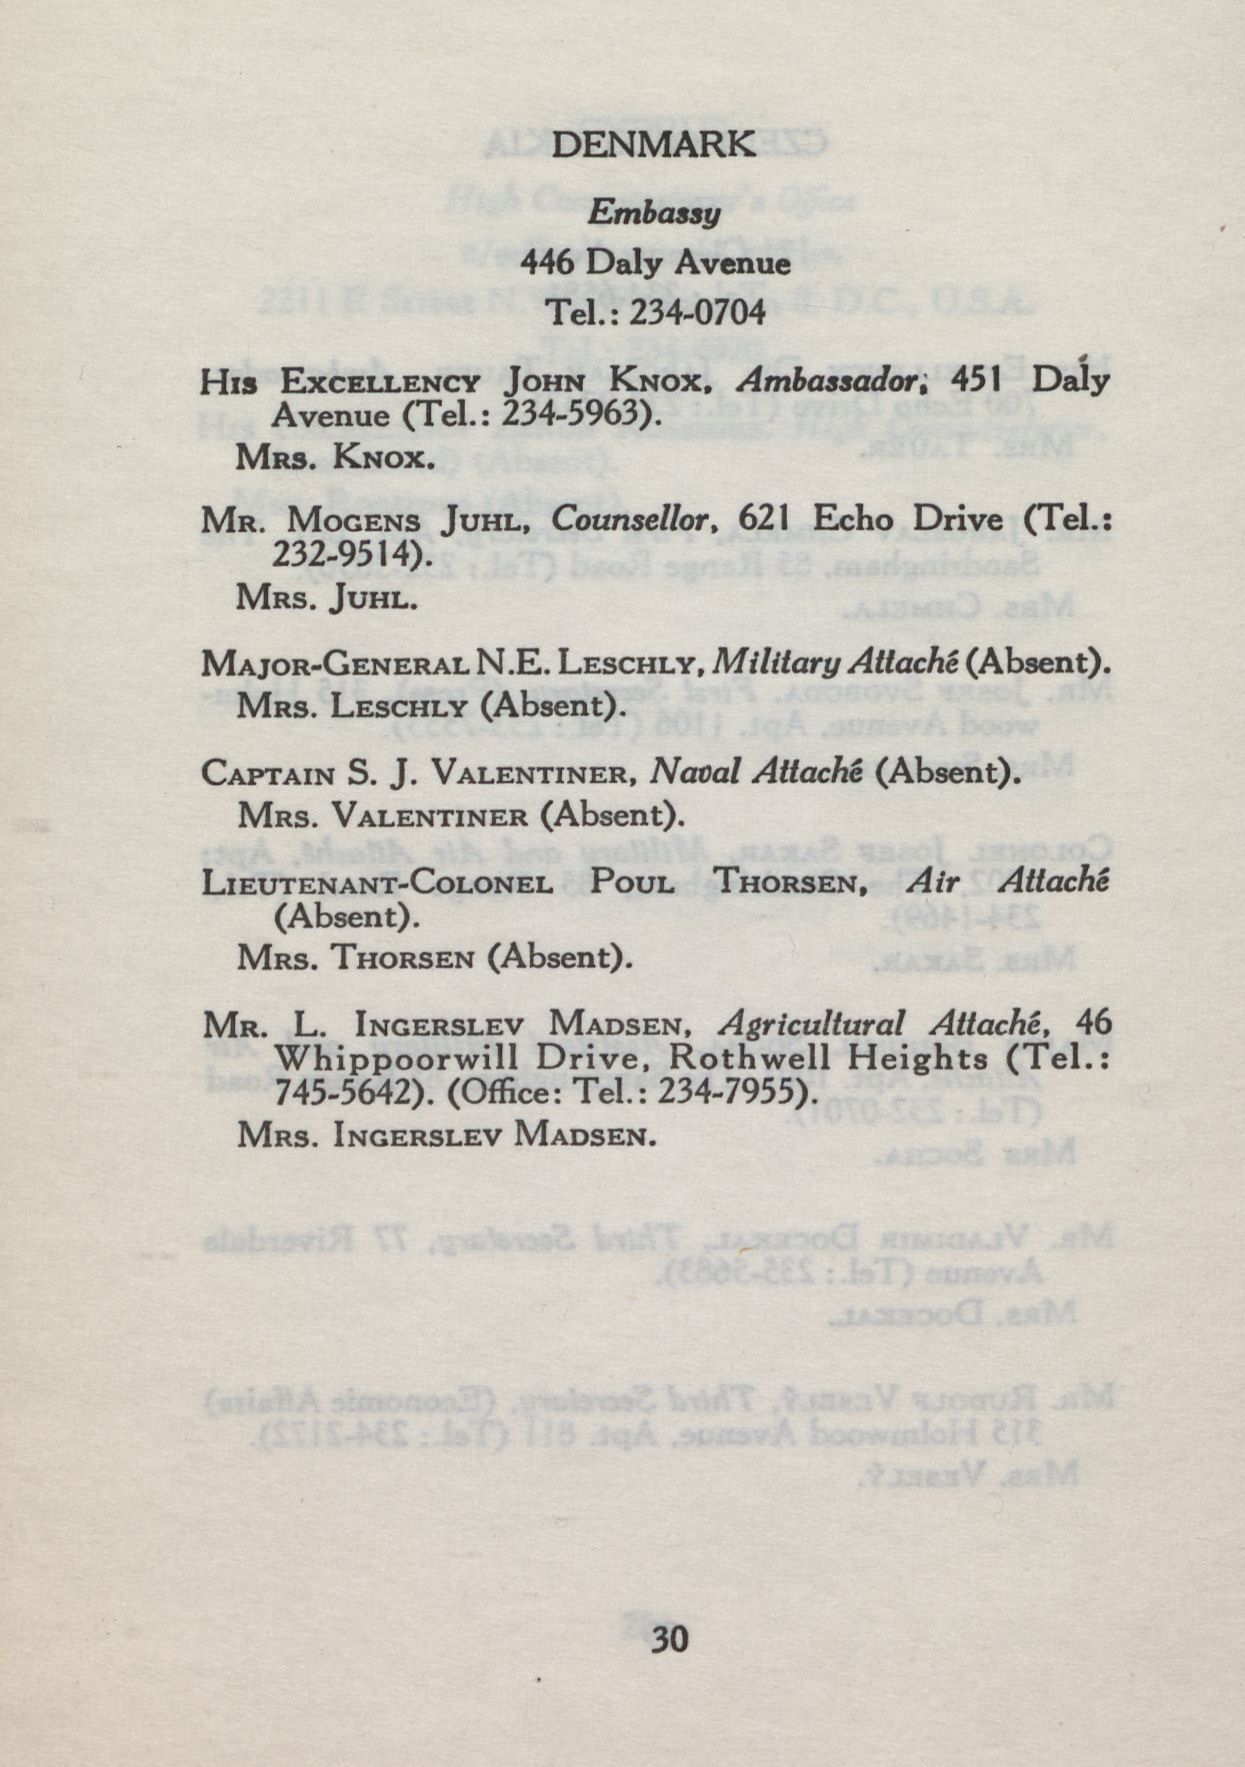 DENMARK
Embassy
446 Daly Avenue
Tel.: 234-0704
HIS EXCELLENCY JOHN KNOX, Ambassador, 451 Daly
Avenue (Tel.: 234-5963).
MRS. KNOX.
MR. MOGENS JUHL, Counsellor, 621 Echo Drive (Tel.:
232-9514).
MRS. JUHL.
MAJOR-GENERAL N.E. LESCHLY, Military Attaché (Absent).
MRS. LESCHLY (Absent).
CAPTAIN S. J. VALENTINER, Naval Attaché (Absent).
MRS. VALENTINER (Absent).
LIEUTENANT-COLONEL POUL THORSEN, Air Attaché
(Absent).
MRS. THORSEN (Absent).
MR. L. INGERSLEV MADSEN, Agricultural Attaché, 46
Whippoorwill Drive, Rothwell Heights (Tel.:
745-5642). (Office: Tel.: 234-7955).
MRS. INGERSLEV MADSEN.
30